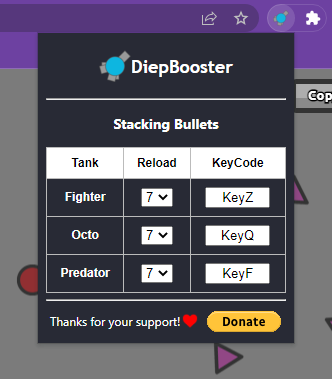 DiepBooster
Cop
Stacking Bullets
Tank Reload KeyCode
Fighter 7 KeyZ
Octo 7 KeyQ
Predator 7 KeyF
Thanks for your support! Donate